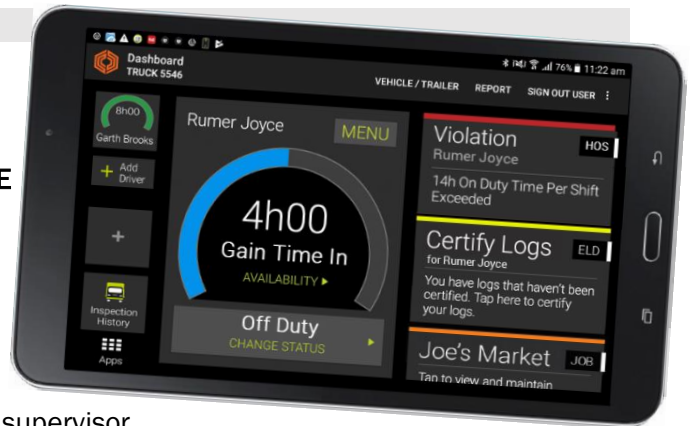 76% 11:22 am
Dashboard
TRUCK 5546
VEHICLE / TRAILER REPORT SIGN OUT USER
8h00
Garth Brooks
+ Add
Driver
+
Inspection
History
Apps
Rumer Joyce MENU
4h00
Gain Time In
AVAILABILITY
Off Duty
CHANGE STATUS
Violation HOS
Rumer Joyce
14h On Duty Time Per Shift
Exceeded
Certify Logs ELD
for Rumer Joyce
You have logs that haven't been
certified. Tap here to certify
your logs.
Joe's Market JOB
Tap to view and maintain
E
supervisor